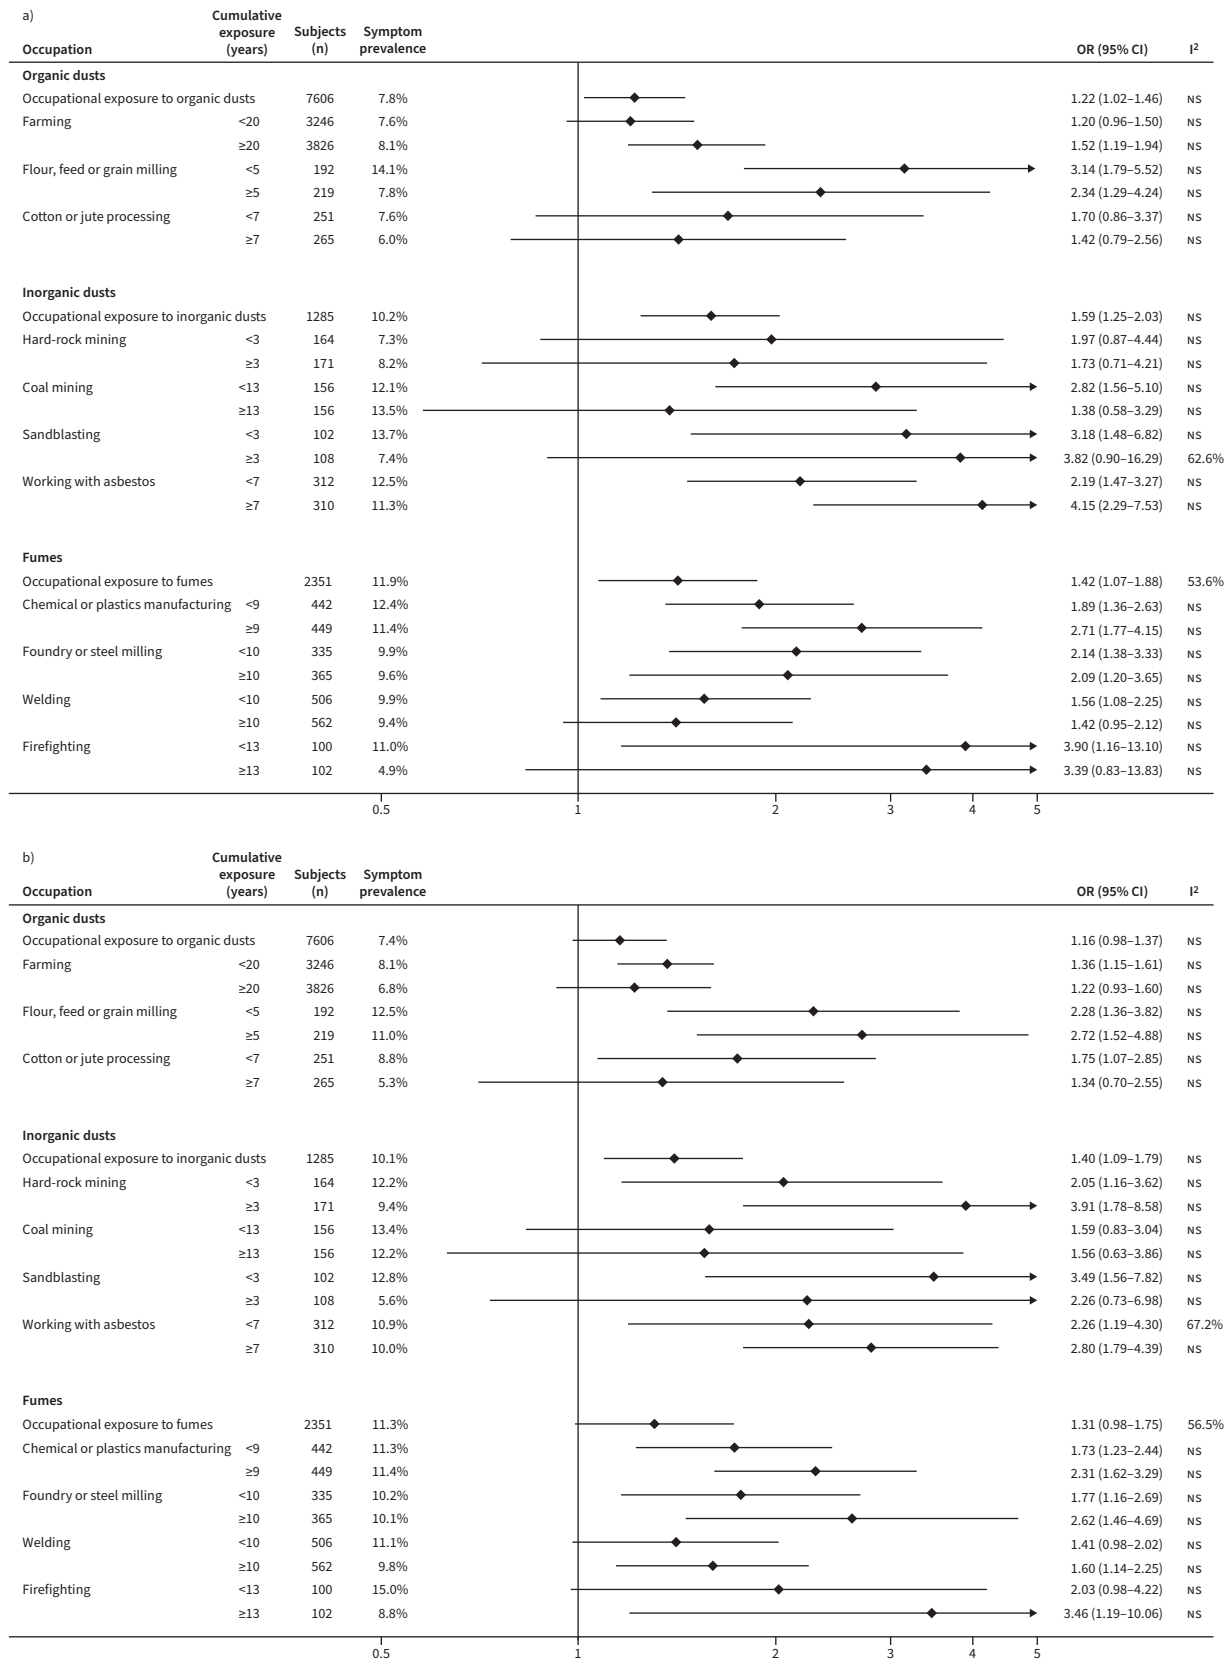 a)
Occupation Cumulative exposure (years) Subjects (n) Symptom prevalence OR (95% CI) I2
Organic dusts
Occupational exposure to organic dusts 7606 7.8% 1.22 (1.02–1.46) NS
Farming <20 3246 7.6% 1.20 (0.96–1.50) NS
≥20 3826 8.1% 1.52 (1.19–1.94) NS
Flour, feed or grain milling <5 192 14.1% 3.14 (1.79–5.52) NS
≥5 219 7.8% 2.34 (1.29–4.24) NS
Cotton or jute processing <7 251 7.6% 1.70 (0.86–3.37) NS
≥7 265 6.0% 1.42 (0.79–2.56) NS
Inorganic dusts
Occupational exposure to inorganic dusts 1285 10.2% 1.59 (1.25–2.03) NS
Hard-rock mining <3 164 7.3% 1.97 (0.87–4.44) NS
≥3 171 8.2% 1.73 (0.71–4.21) NS
Coal mining <13 156 12.1% 2.82 (1.56–5.10) NS
≥13 156 13.5% 1.38 (0.58–3.29) NS
Sandblasting <3 102 13.7% 3.18 (1.48–6.82) NS
≥3 108 7.4% 3.82 (0.90–16.29) 62.6%
Working with asbestos <7 312 12.5% 2.19 (1.47–3.27) NS
≥7 310 11.3% 4.15 (2.29–7.53) NS
Fumes
Occupational exposure to fumes 2351 11.9% 1.42 (1.07–1.88) 53.6%
Chemical or plastics manufacturing <9 442 12.4% 1.89 (1.36–2.63) NS
≥9 449 11.4% 2.71 (1.77–4.15) NS
Foundry or steel milling <10 335 9.9% 2.14 (1.38–3.33) NS
≥10 365 9.6% 2.09 (1.20–3.65) NS
Welding <10 506 9.9% 1.56 (1.08–2.25) NS
≥10 562 9.4% 1.42 (0.95–2.12) NS
Firefighting <13 100 11.0% 3.90 (1.16–13.10) NS
≥13 102 4.9% 3.39 (0.83–13.83) NS
0.5 1 2 3 4 5
b)
Occupation Cumulative exposure (years) Subjects (n) Symptom prevalence OR (95% CI) I2
Organic dusts
Occupational exposure to organic dusts 7606 7.4% 1.16 (0.98–1.37) NS
Farming <20 3246 8.1% 1.36 (1.15–1.61) NS
≥20 3826 6.8% 1.22 (0.93–1.60) NS
Flour, feed or grain milling <5 192 12.5% 2.28 (1.36–3.82) NS
≥5 219 11.0% 2.72 (1.52–4.88) NS
Cotton or jute processing <7 251 8.8% 1.75 (1.07–2.85) NS
≥7 265 5.3% 1.34 (0.70–2.55) NS
Inorganic dusts
Occupational exposure to inorganic dusts 1285 10.1% 1.40 (1.09–1.79) NS
Hard-rock mining <3 164 12.2% 2.05 (1.16–3.62) NS
≥3 171 9.4% 3.91 (1.78–8.58) NS
Coal mining <13 156 13.4% 1.59 (0.83–3.04) NS
≥13 156 12.2% 1.56 (0.63–3.86) NS
Sandblasting <3 102 12.8% 3.49 (1.56–7.82) NS
≥3 108 5.6% 2.26 (0.73–6.98) NS
Working with asbestos <7 312 10.9% 2.26 (1.19–4.30) 67.2%
≥7 310 10.0% 2.80 (1.79–4.39) NS
Fumes
Occupational exposure to fumes 2351 11.3% 1.31 (0.98–1.75) 56.5%
Chemical or plastics manufacturing <9 442 11.3% 1.73 (1.23–2.44) NS
≥9 449 11.4% 2.31 (1.62–3.29) NS
Foundry or steel milling <10 335 10.2% 1.77 (1.16–2.69) NS
≥10 365 10.1% 2.62 (1.46–4.69) NS
Welding <10 506 11.1% 1.41 (0.98–2.02) NS
≥10 562 9.8% 1.60 (1.14–2.25) NS
Firefighting <13 100 15.0% 2.03 (0.98–4.22) NS
≥13 102 8.8% 3.46 (1.19–10.06) NS
0.5 1 2 3 4 5